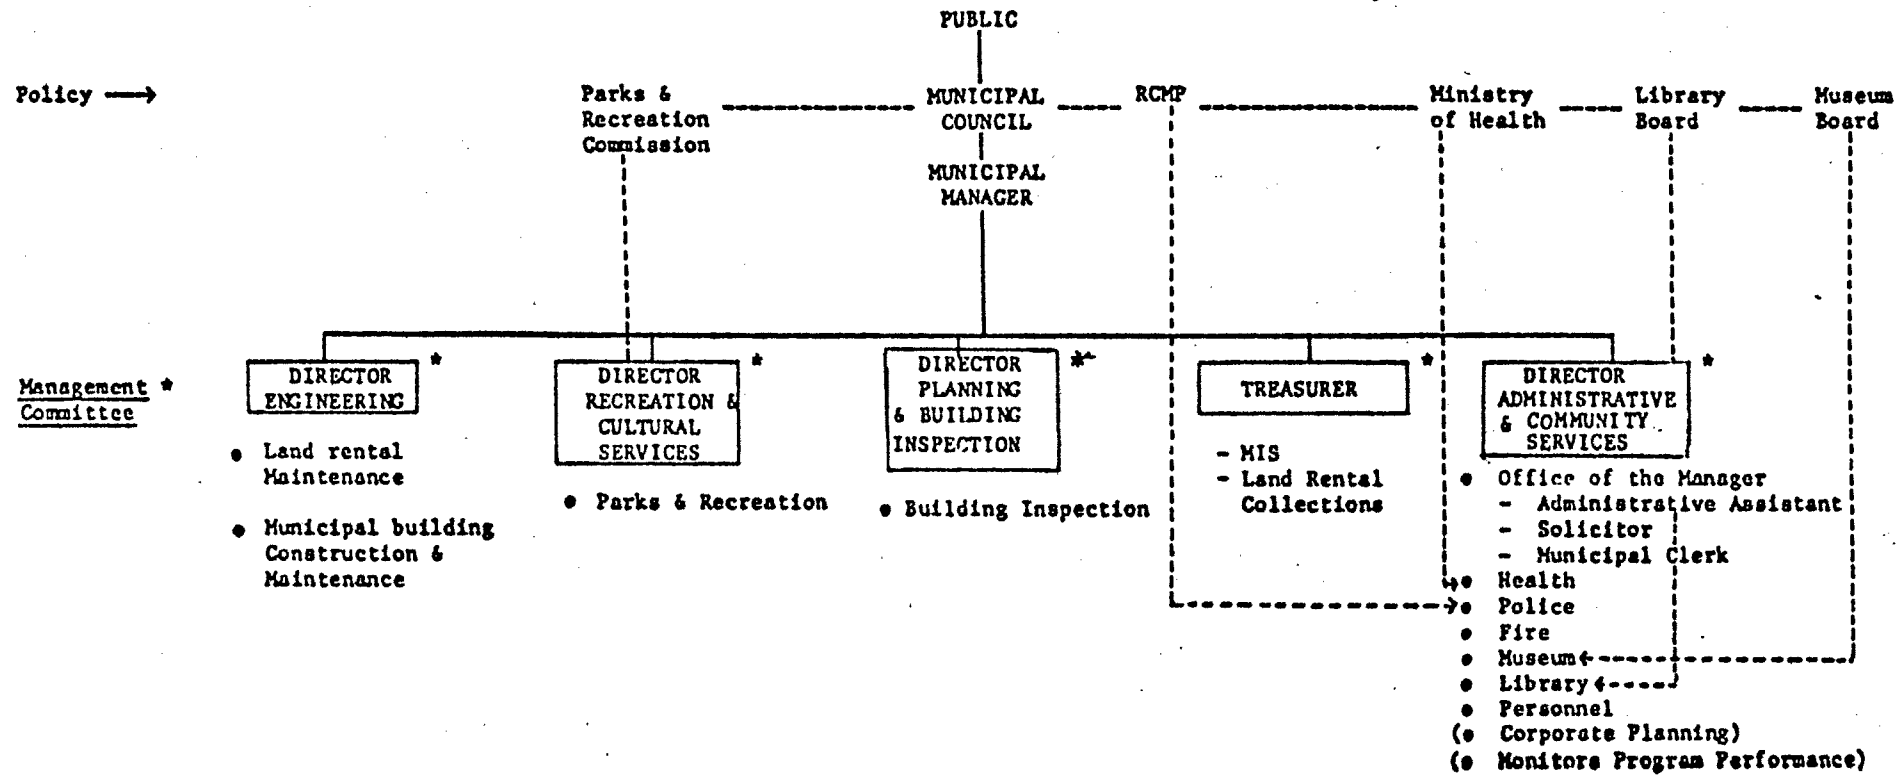 PUBLIC
Policy →
Parks &
Recreation
Commission
MUNICIPAL
COUNCIL
RCMP
Ministry
of Health
Library
Board
Museum
Board
MUNICIPAL
MANAGER
Management *
Committee
DIRECTOR *
ENGINEERING
● Land rental
Maintenance
● Municipal building
Construction &
Maintenance
DIRECTOR *
RECREATION &
CULTURAL
SERVICES
● Parks & Recreation
DIRECTOR *
PLANNING
& BUILDING
INSPECTION
● Building Inspection
TREASURER *
- MIS
- Land Rental
Collections
DIRECTOR *
ADMINISTRATIVE
& COMMUNITY
SERVICES
● Office of the Manager
- Administrative Assistant
- Solicitor
- Municipal Clerk
● Health
● Police
● Fire
● Museum
● Library
● Personnel
(● Corporate Planning)
(● Monitors Program Performance)